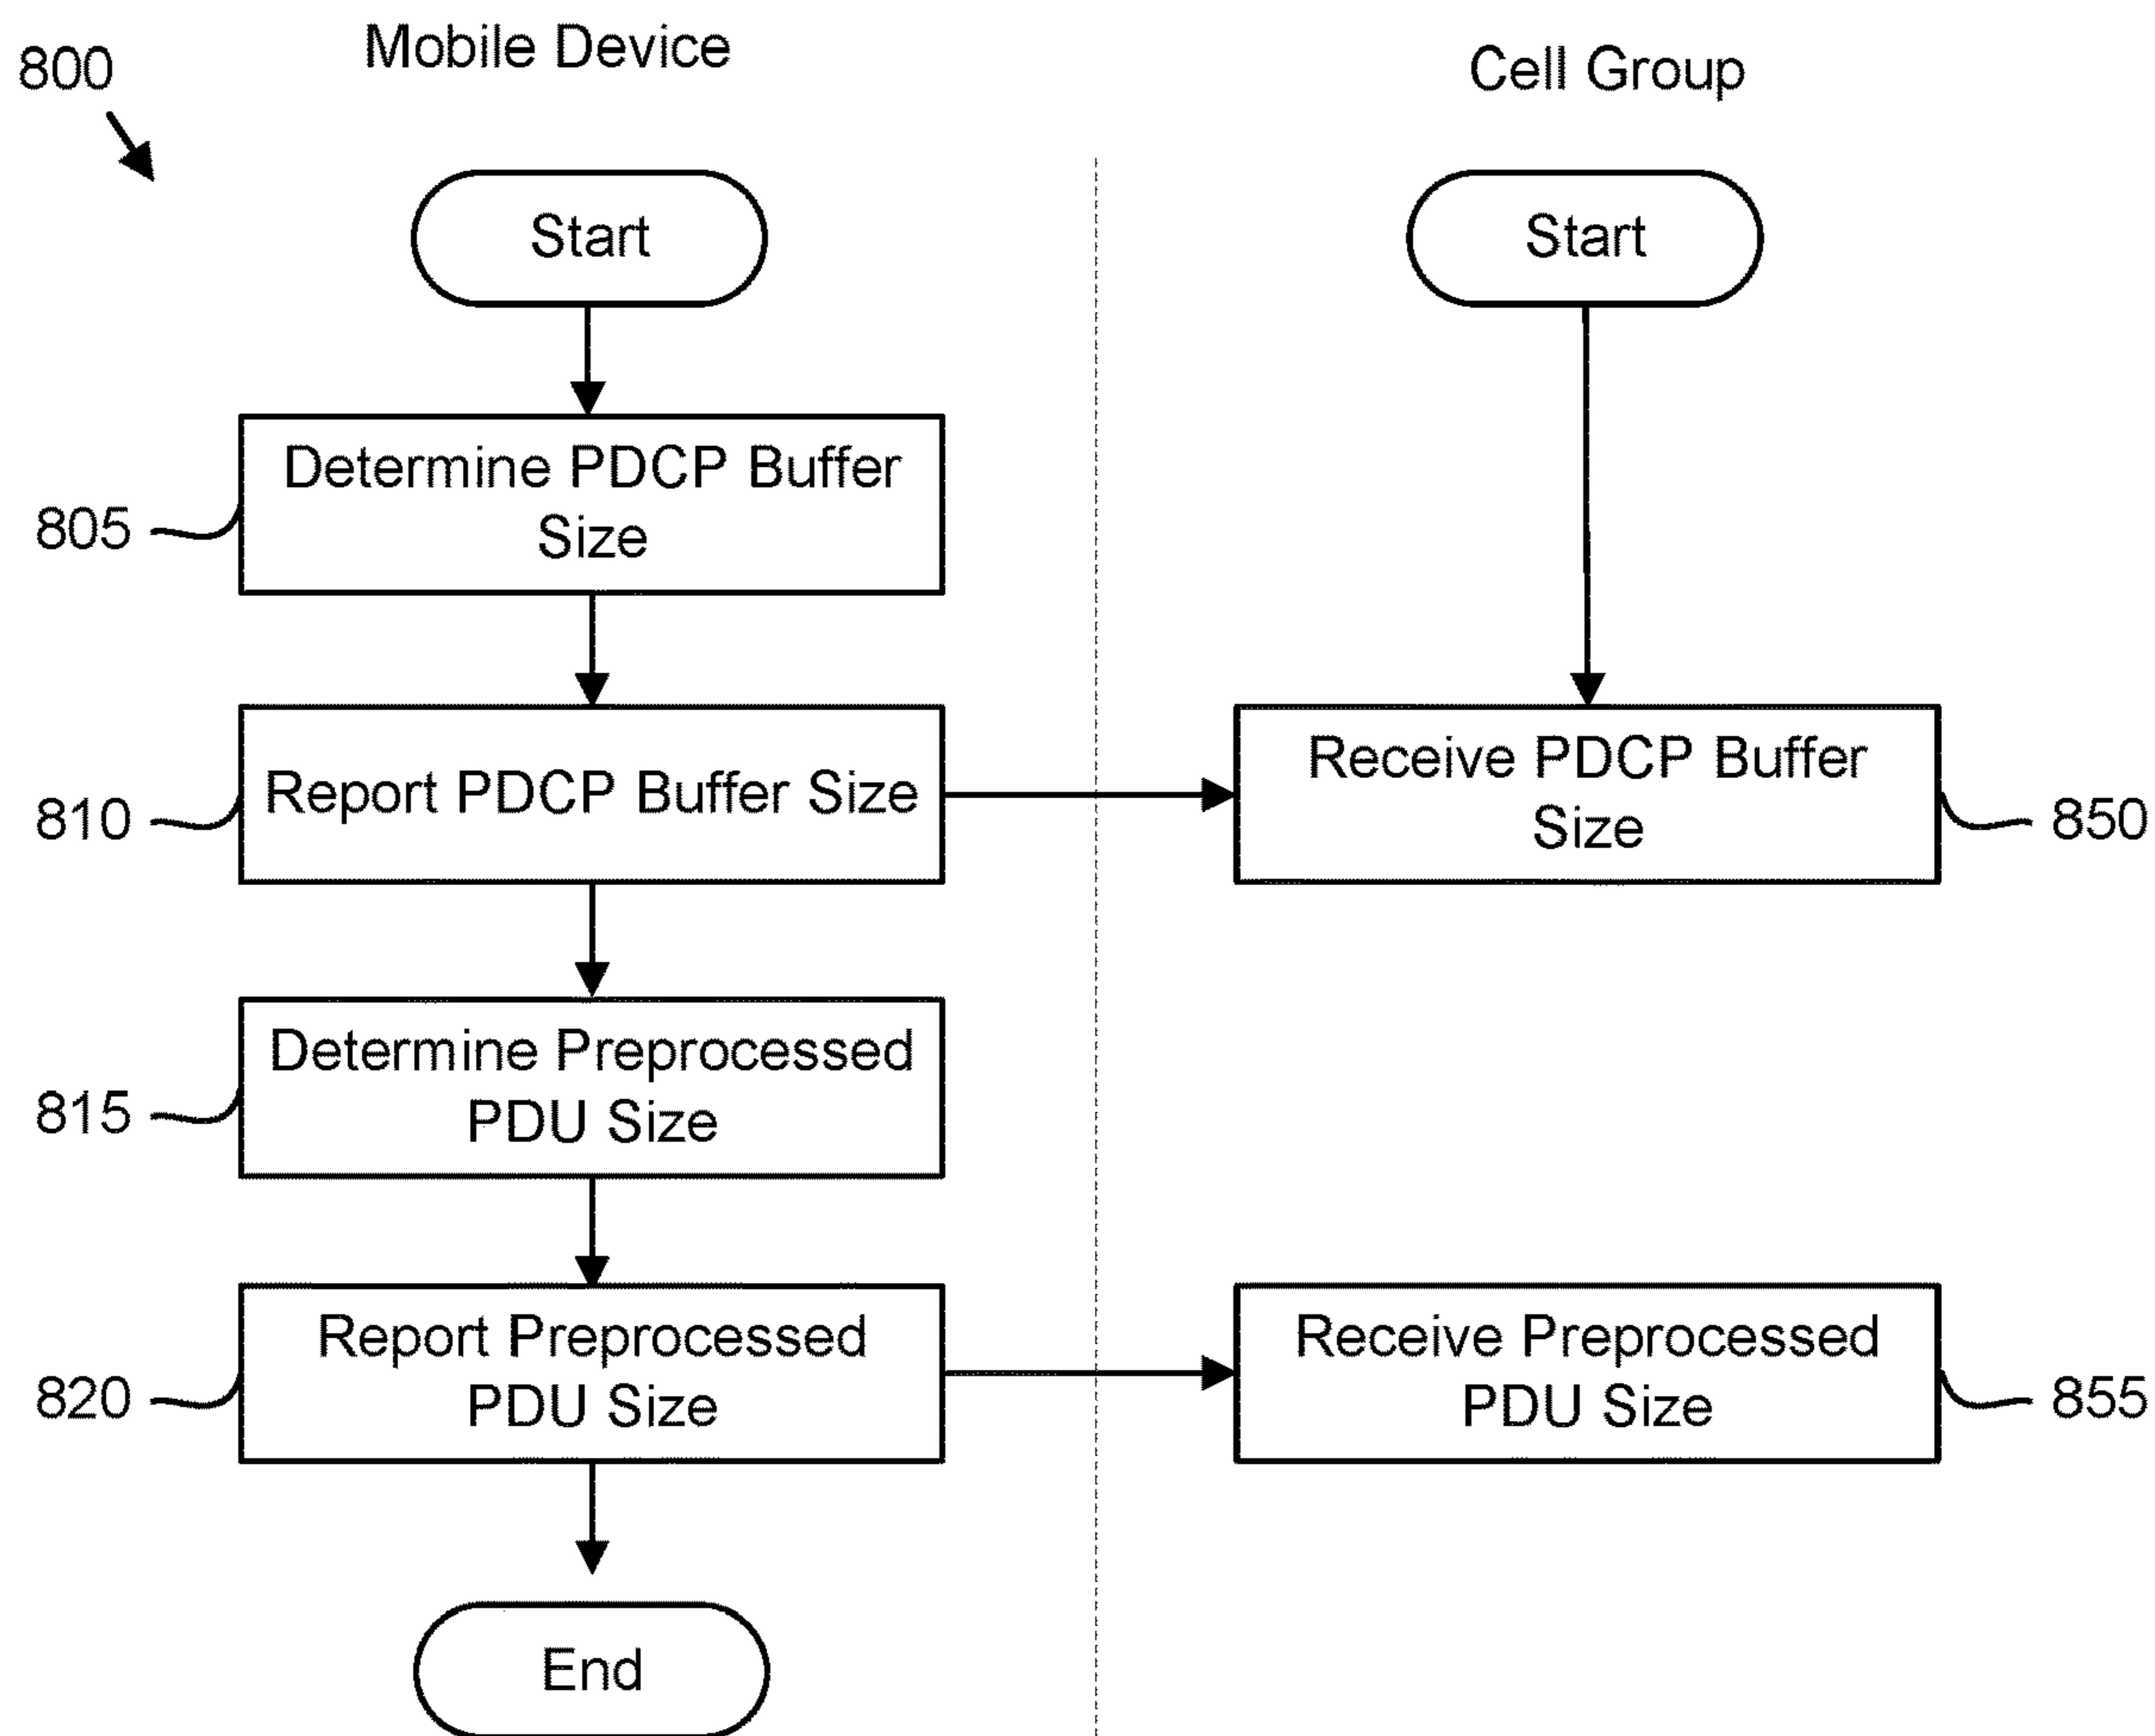 800
Mobile Device
Cell Group
Start
Start
Determine PDCP Buffer
Size
805
Report PDCP Buffer Size
810
Receive PDCP Buffer
Size
850
Determine Preprocessed
PDU Size
815
Report Preprocessed
PDU Size
820
Receive Preprocessed
PDU Size
855
End